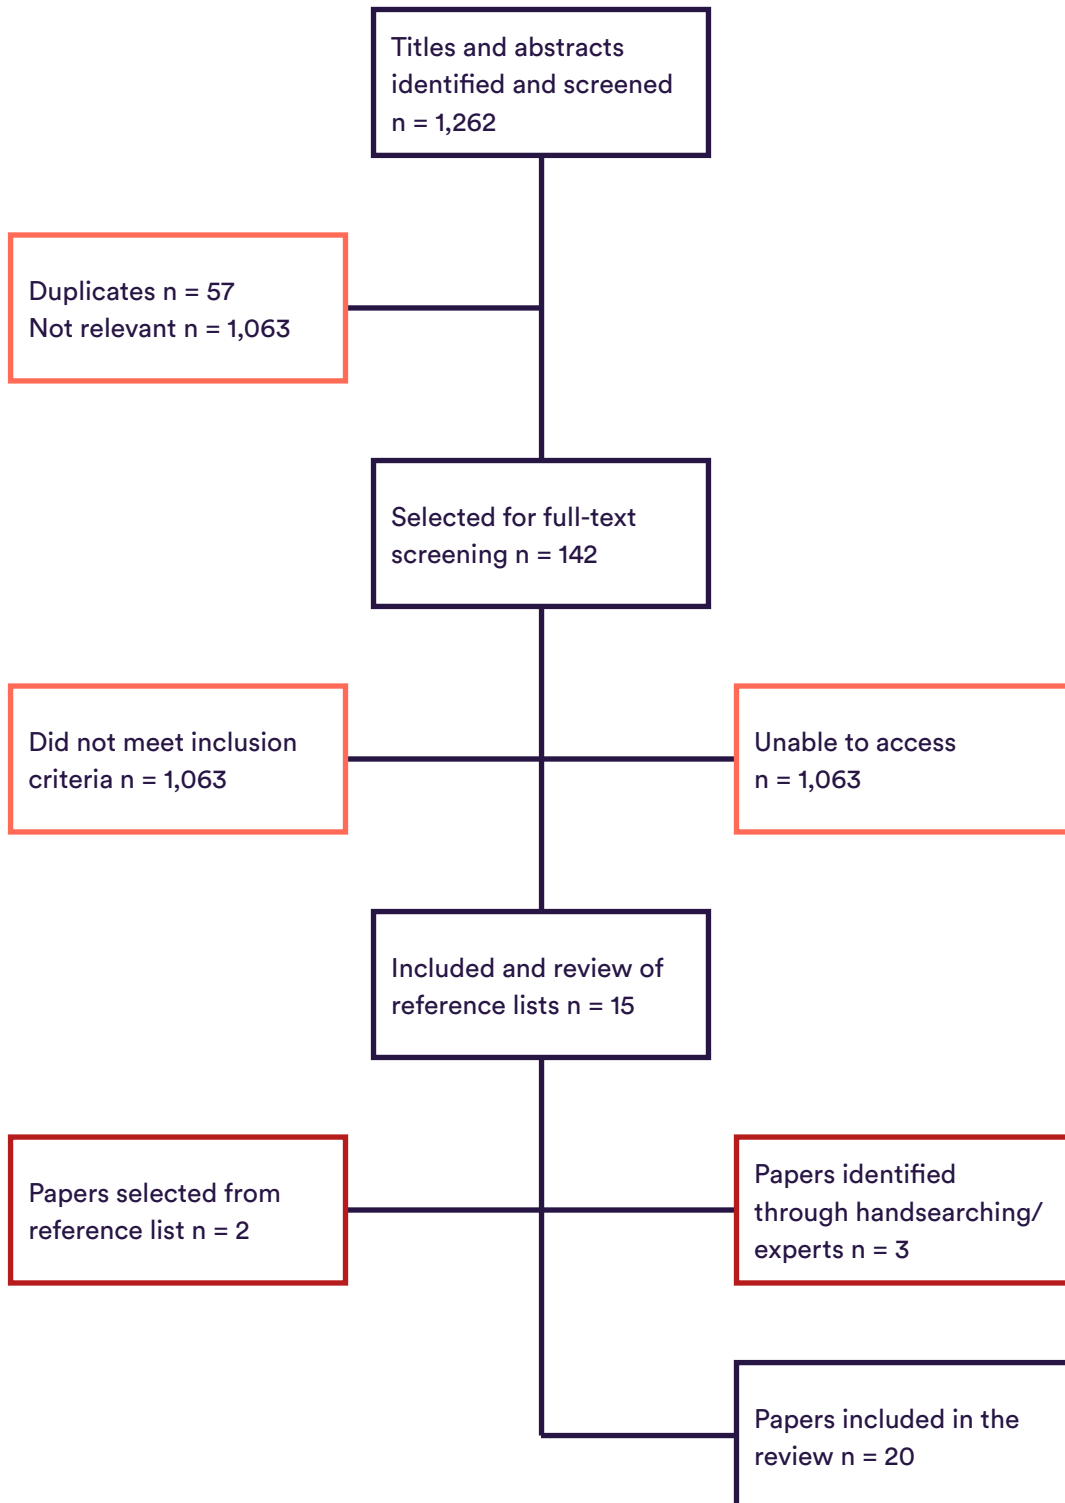 Titles and abstracts
identified and screened
n = 1,262
Duplicates n = 57
Not relevant n = 1,063
Selected for full-text
screening n = 142
Did not meet inclusion
criteria n = 1,063
Unable to access
n = 1,063
Included and review of
reference lists n = 15
Papers selected from
reference list n = 2
Papers identified
through handsearching/
experts n = 3
Papers included in the
review n = 20